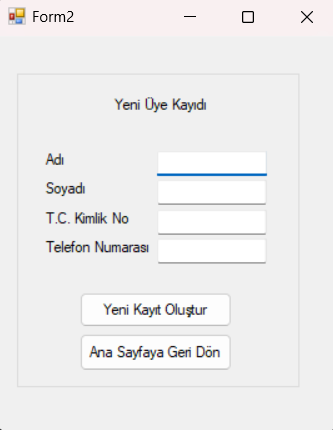 Form2
Yeni Üye Kayıdı
Adı
Soyadı
T.C. Kimlik No
Telefon Numarası
Yeni Kayıt Oluştur
Ana Sayfaya Geri Dön